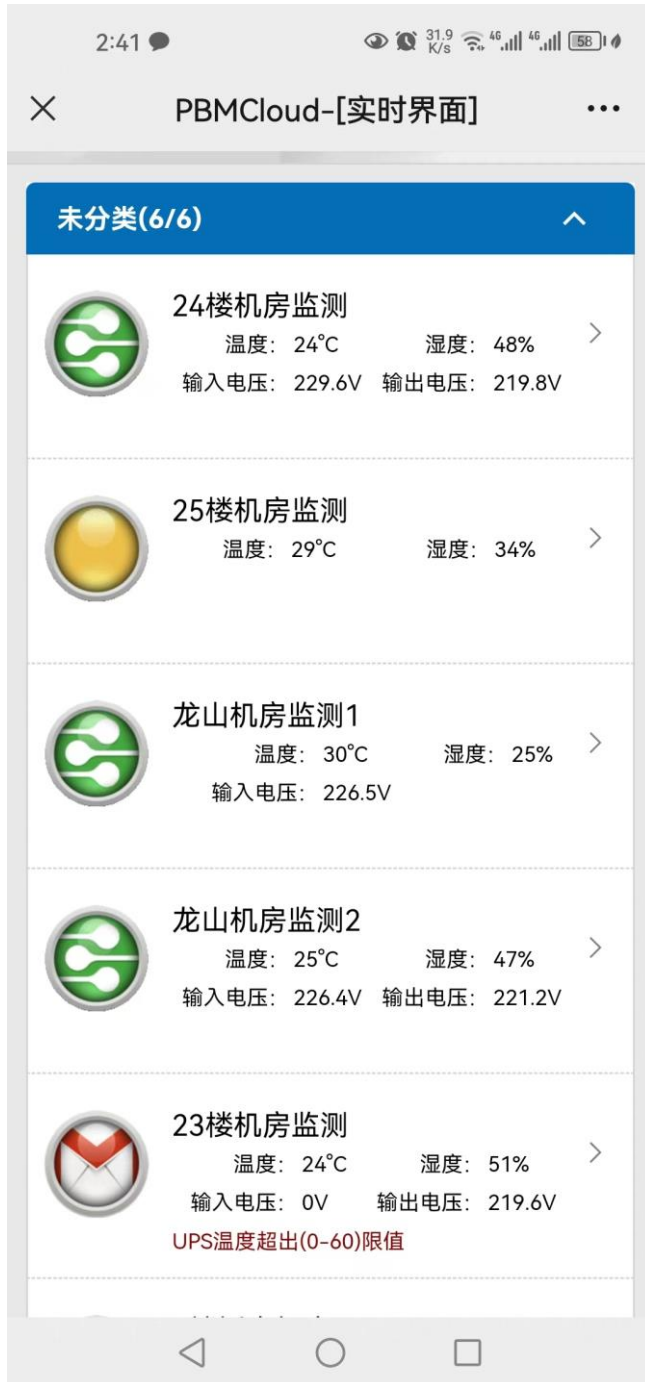 2:41
31.9 K/s 4G 4G 58
PBMCloud-[实时界面]
未分类(6/6)
24楼机房监测
温度: 24℃ 湿度: 48%
输入电压: 229.6V 输出电压: 219.8V
25楼机房监测
温度: 29℃ 湿度: 34%
龙山机房监测1
温度: 30℃ 湿度: 25%
输入电压: 226.5V
龙山机房监测2
温度: 25℃ 湿度: 47%
输入电压: 226.4V 输出电压: 221.2V
23楼机房监测
温度: 24℃ 湿度: 51%
输入电压: 0V 输出电压: 219.6V
UPS温度超出(0-60)限值